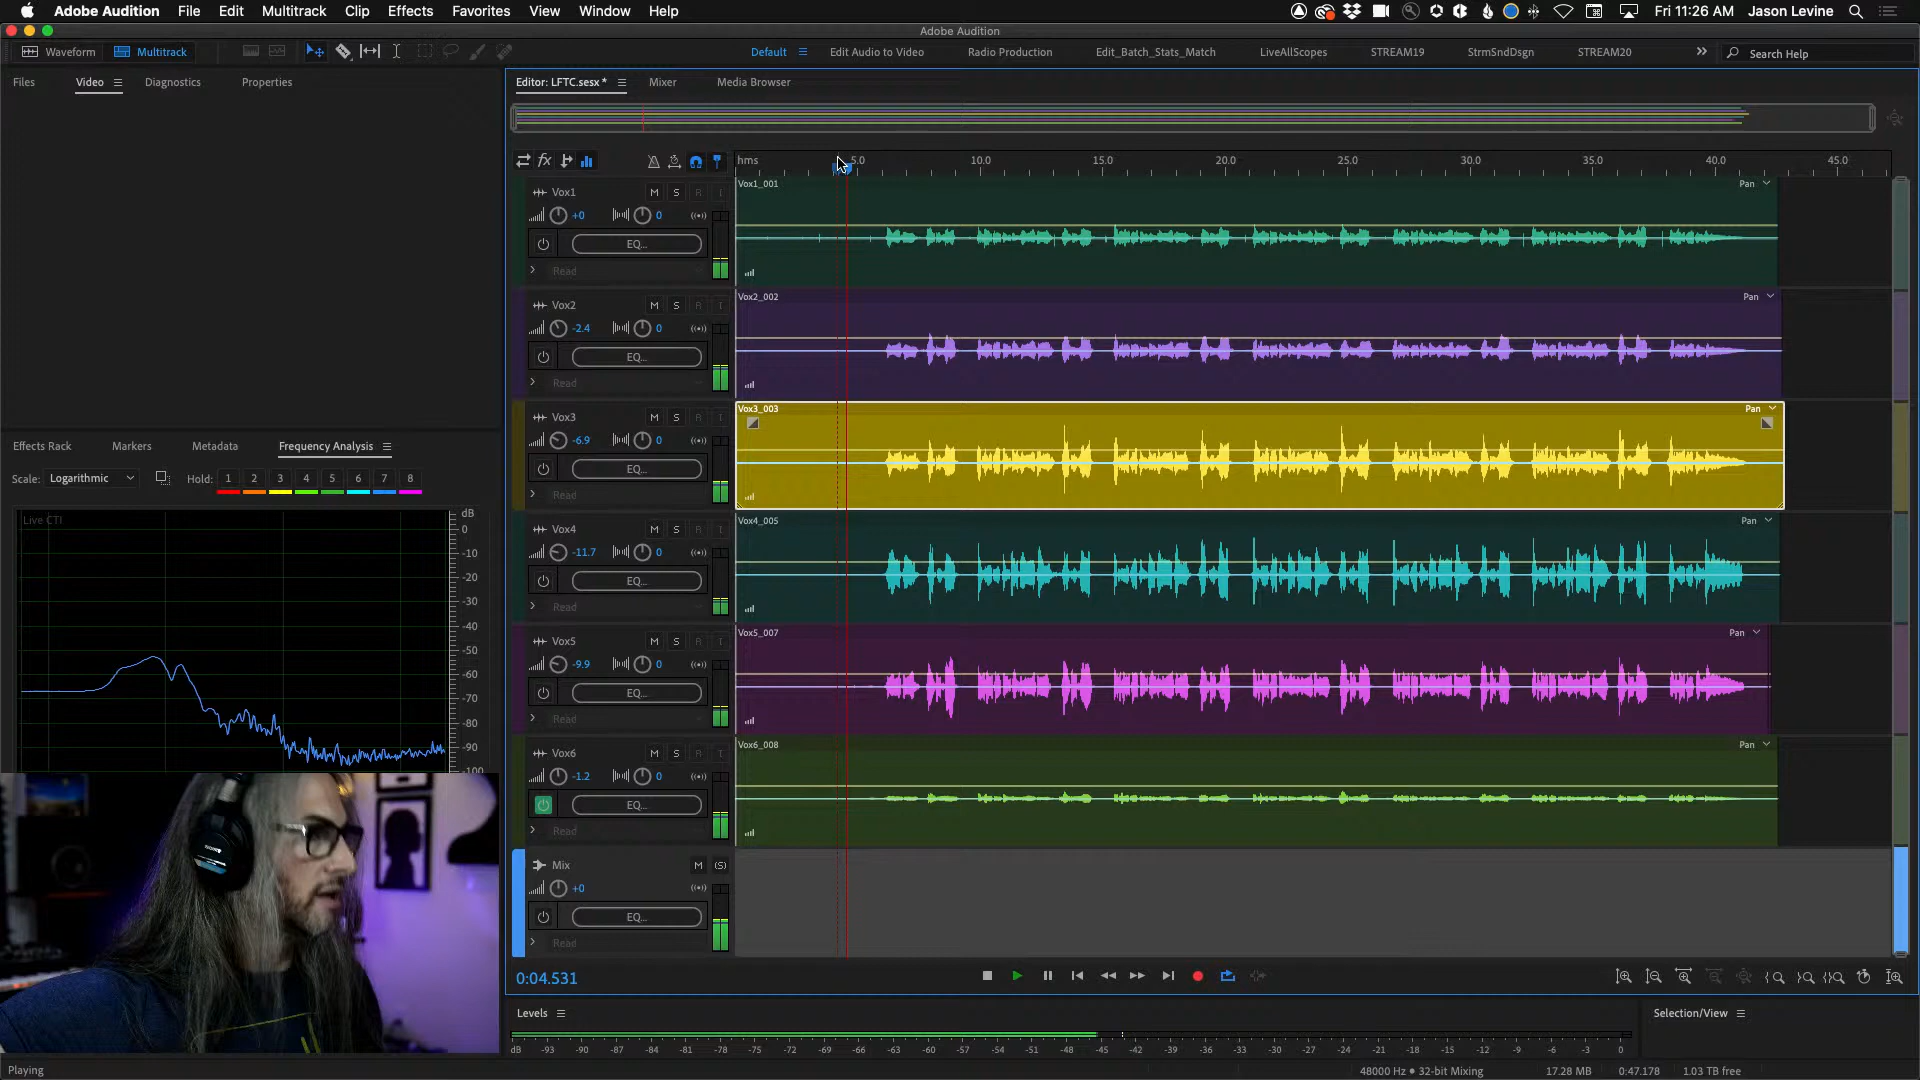 Adobe Audition File Edit Multitrack Clip Effects Favorites View Window Help Fri 11:26 AM Jason Levine
Adobe Audition
Waveform Multitrack Default Edit Audio to Video Radio Production Edit_Batch_Stats_Match LiveAllScopes STREAM19 StrmSndDsgn STREAM20 Search Help
Files Video Diagnostics Properties
Editor: LFTC.sesx * Mixer Media Browser
hms 5.0 10.0 15.0 20.0 25.0 30.0 35.0 40.0 45.0
Vox1 M S R I
+0 0
EQ...
Read
Vox1_001 Pan
Vox2 M S R I
-2.4 0
EQ...
Read
Vox2_002 Pan
Vox3 M S R I
-6.9 0
EQ...
Read
Vox3_003 Pan
Vox4 M S R I
-11.7 0
EQ...
Read
Vox4_005 Pan
Vox5 M S R I
-9.9 0
EQ...
Read
Vox5_007 Pan
Vox6 M S R I
-1.2 0
EQ...
Read
Vox6_008 Pan
Mix M (S)
+0
EQ...
Read
Effects Rack Markers Metadata Frequency Analysis
Scale: Logarithmic Hold: 1 2 3 4 5 6 7 8
Live CTI
dB
0
-10
-20
-30
-40
-50
-60
-70
-80
-90
-100
0:04.531
Levels
dB -93 -90 -87 -84 -81 -78 -75 -72 -69 -66 -63 -60 -57 -54 -51 -48 -45 -42 -39 -36 -33 -30 -27 -24 -21 -18 -15 -12 -9 -6 -3 0
Selection/View
Playing
48000 Hz • 32-bit Mixing 17.28 MB 0:47.178 1.03 TB free